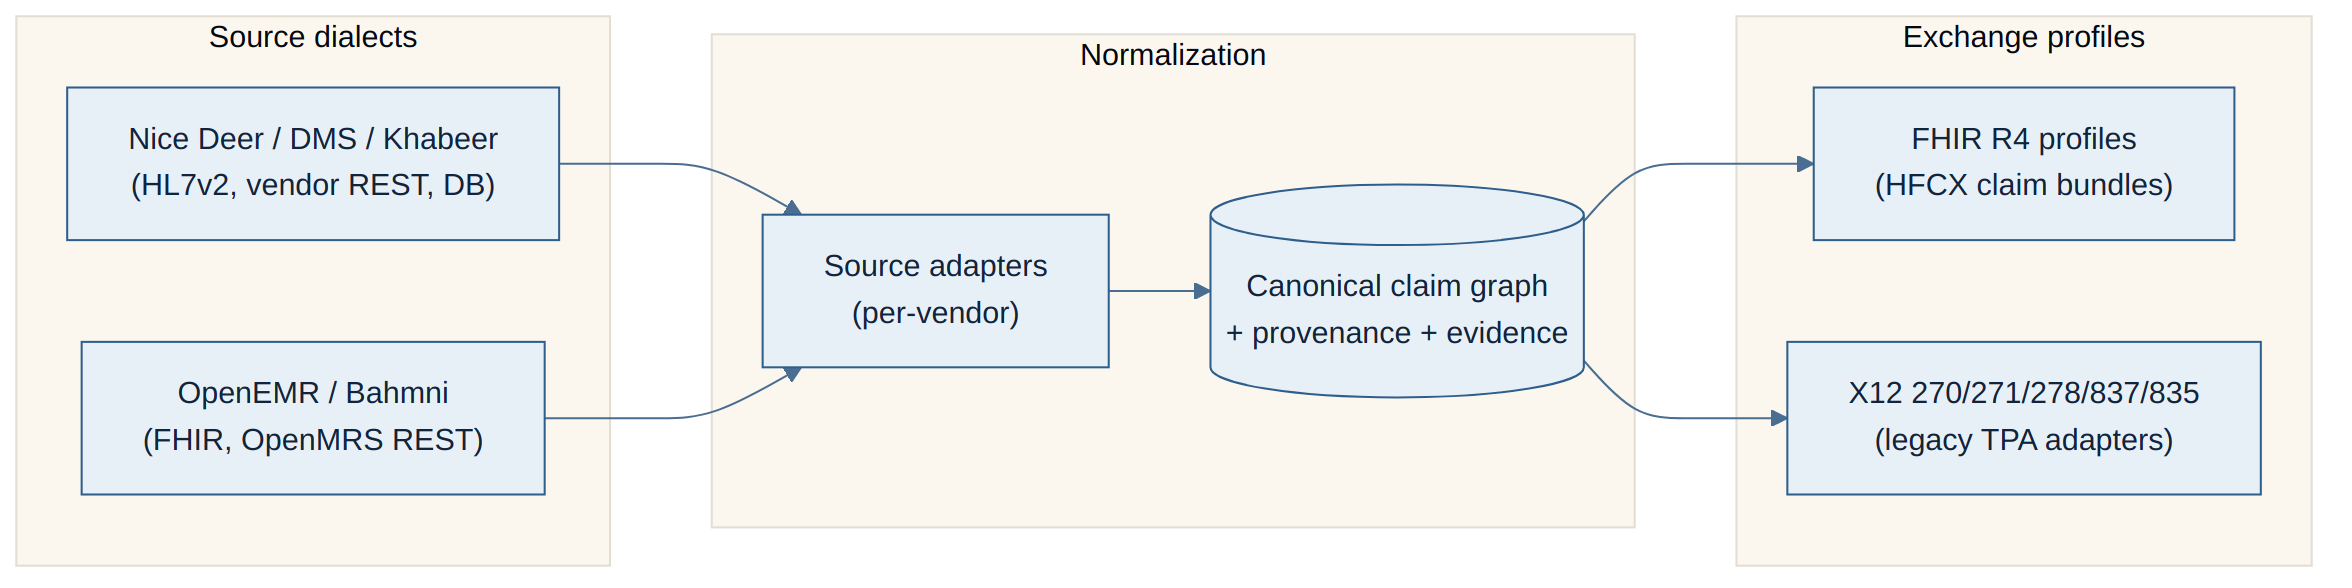 Source dialects
Nice Deer / DMS / Khabeer
(HL7v2, vendor REST, DB)
OpenEMR / Bahmni
(FHIR, OpenMRS REST)
Normalization
Source adapters
(per-vendor)
Canonical claim graph
+ provenance + evidence
Exchange profiles
FHIR R4 profiles
(HFCX claim bundles)
X12 270/271/278/837/835
(legacy TPA adapters)